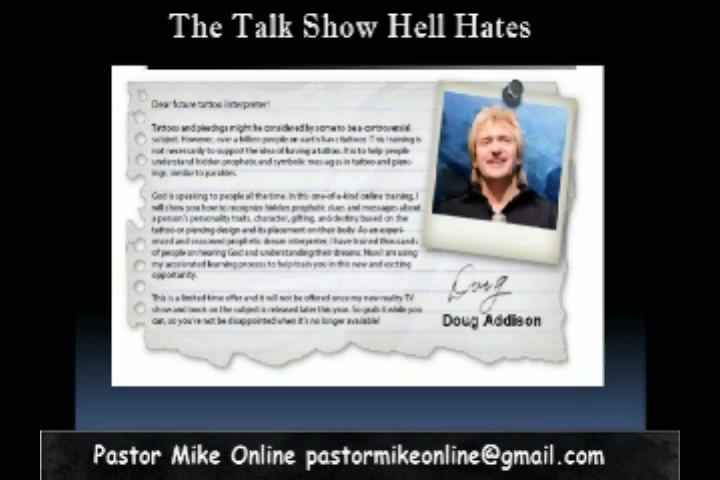 The Talk Show Hell Hates
Dear future tattoo interpreter!
Tattoos and piercings might be considered by some to be a controversial
subject. However, over a billion people on earth have tattoos. This training is
not necessarily to support the idea of having a tattoo. It is to help people
understand hidden prophetic and symbolic messages in tattoo and pierc-
ings, similar to parables.
God is speaking to people all the time. In this one-of-a-kind online training, I
will show you how to recognize hidden prophetic clues and messages about
a person's personality traits, character, gifting, and destiny based on the
tattoo or piercing design and its placement on their body. As an experi-
enced and seasoned prophetic dream interpreter, I have trained thousands
of people on hearing God and understanding their dreams. Now I am using
my accelerated learning process to help train you in this new and exciting
opportunity.
This is a limited time offer and it will not be offered once my new reality TV
show and book on the subject is released later this year. So grab it while you
can, so you're not be disappointed when it's no longer available!
Doug
Doug Addison
Pastor Mike Online pastormikeonline@gmail.com